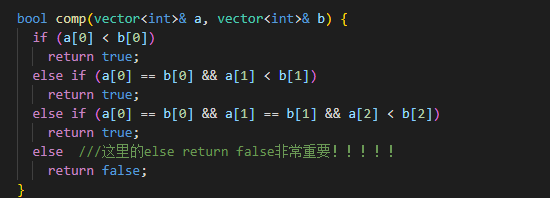 bool comp(vector<int>& a, vector<int>& b) {
  if (a[0] < b[0])
    return true;
  else if (a[0] == b[0] && a[1] < b[1])
    return true;
  else if (a[0] == b[0] && a[1] == b[1] && a[2] < b[2])
    return true;
  else  ///这里的else return false非常重要！！！！！
    return false;
}